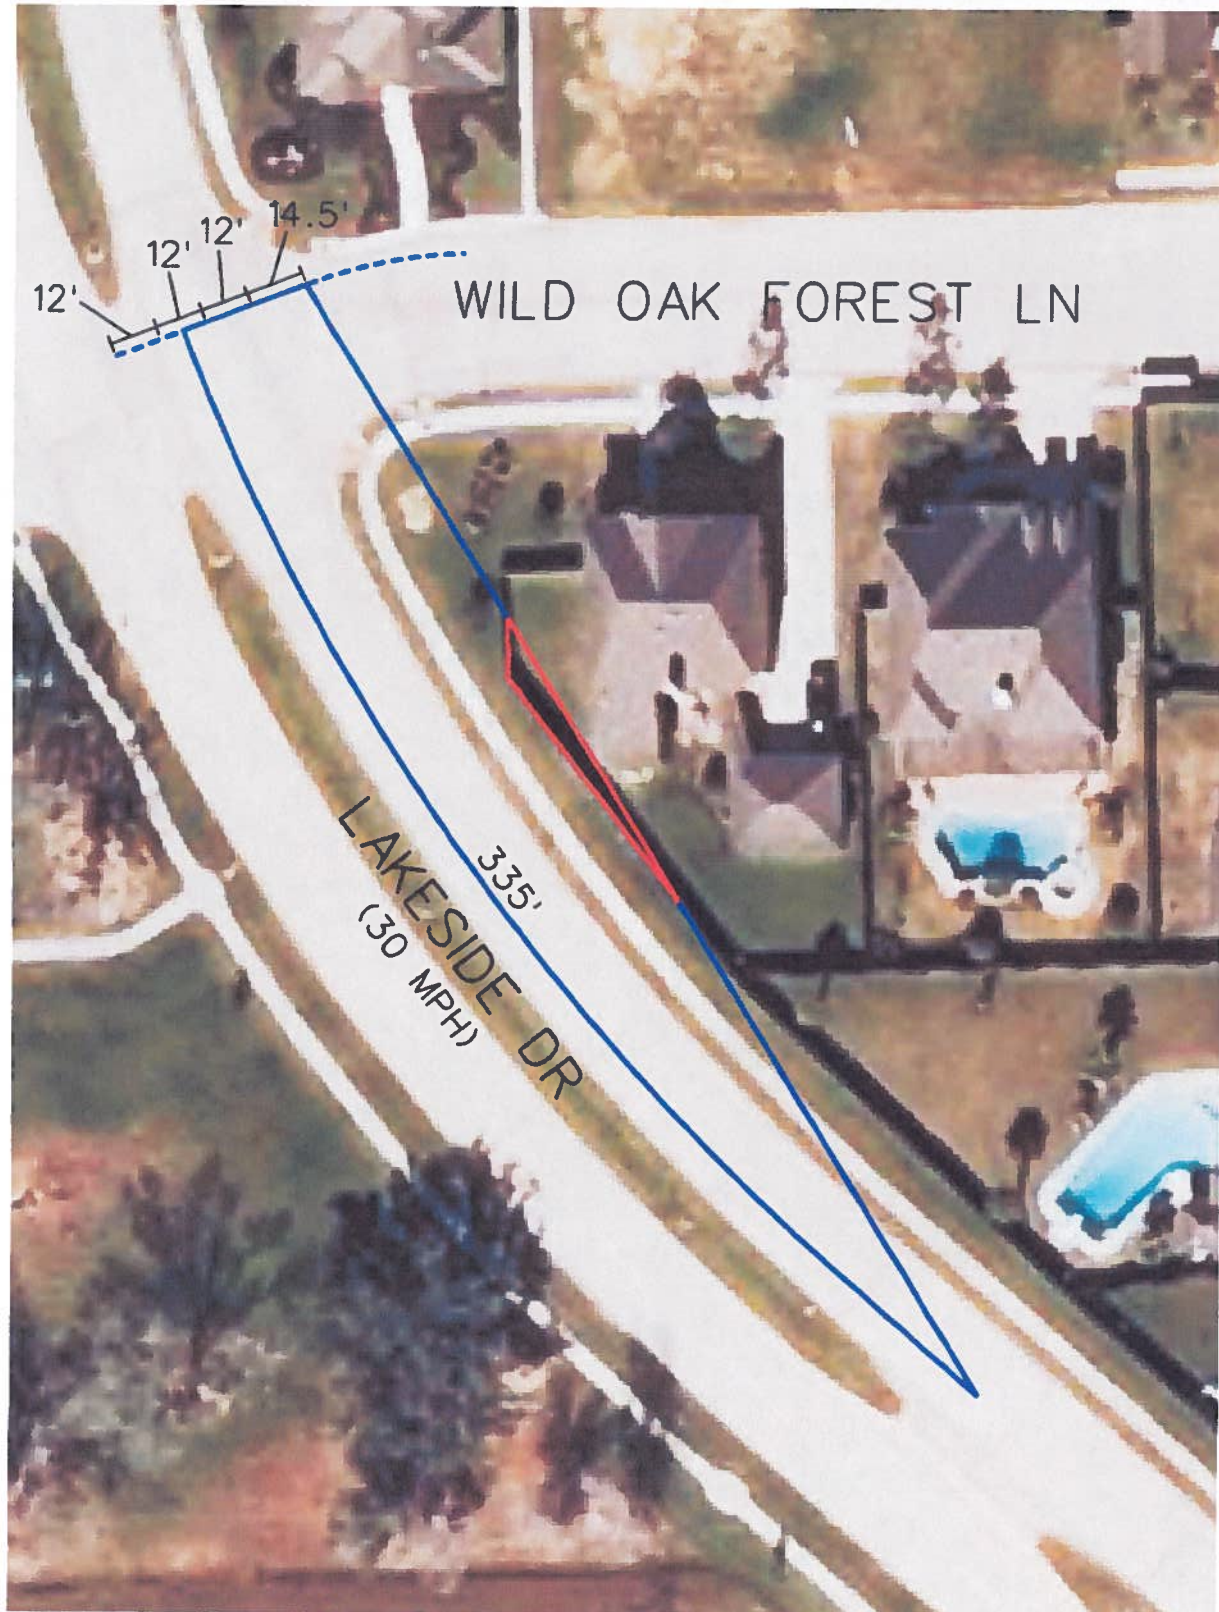 14.5'
12'
12'
12'
WILD OAK FOREST LN
335'
LAKESIDE DR
(30 MPH)